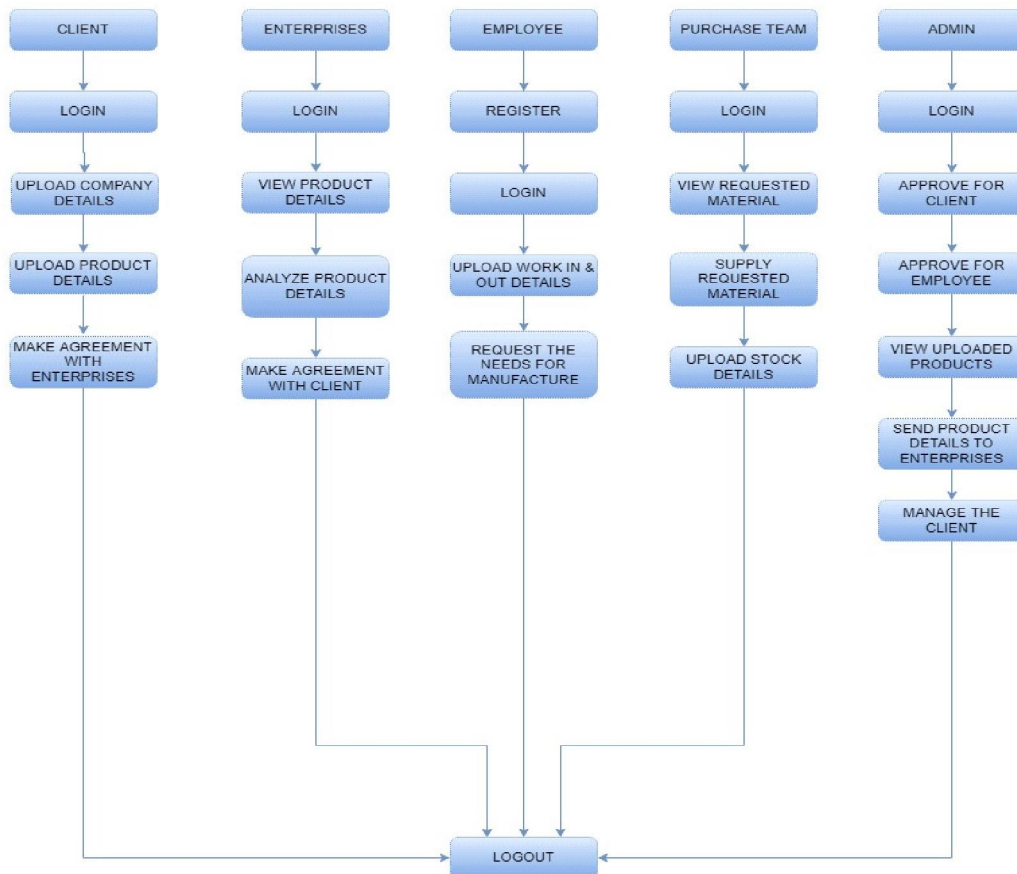 CLIENT
LOGIN
UPLOAD COMPANY
DETAILS
UPLOAD PRODUCT
DETAILS
MAKE AGREEMENT
WITH
ENTERPRISES
ENTERPRISES
LOGIN
VIEW PRODUCT
DETAILS
ANALYZE PRODUCT
DETAILS
MAKE AGREEMENT
WITH CLIENT
EMPLOYEE
REGISTER
LOGIN
UPLOAD WORK IN &
OUT DETAILS
REQUEST THE
NEEDS FOR
MANUFACTURE
PURCHASE TEAM
LOGIN
VIEW REQUESTED
MATERIAL
SUPPLY
REQUESTED
MATERIAL
UPLOAD STOCK
DETAILS
ADMIN
LOGIN
APPROVE FOR
CLIENT
APPROVE FOR
EMPLOYEE
VIEW UPLOADED
PRODUCTS
SEND PRODUCT
DETAILS TO
ENTERPRISES
MANAGE THE
CLIENT
LOGOUT